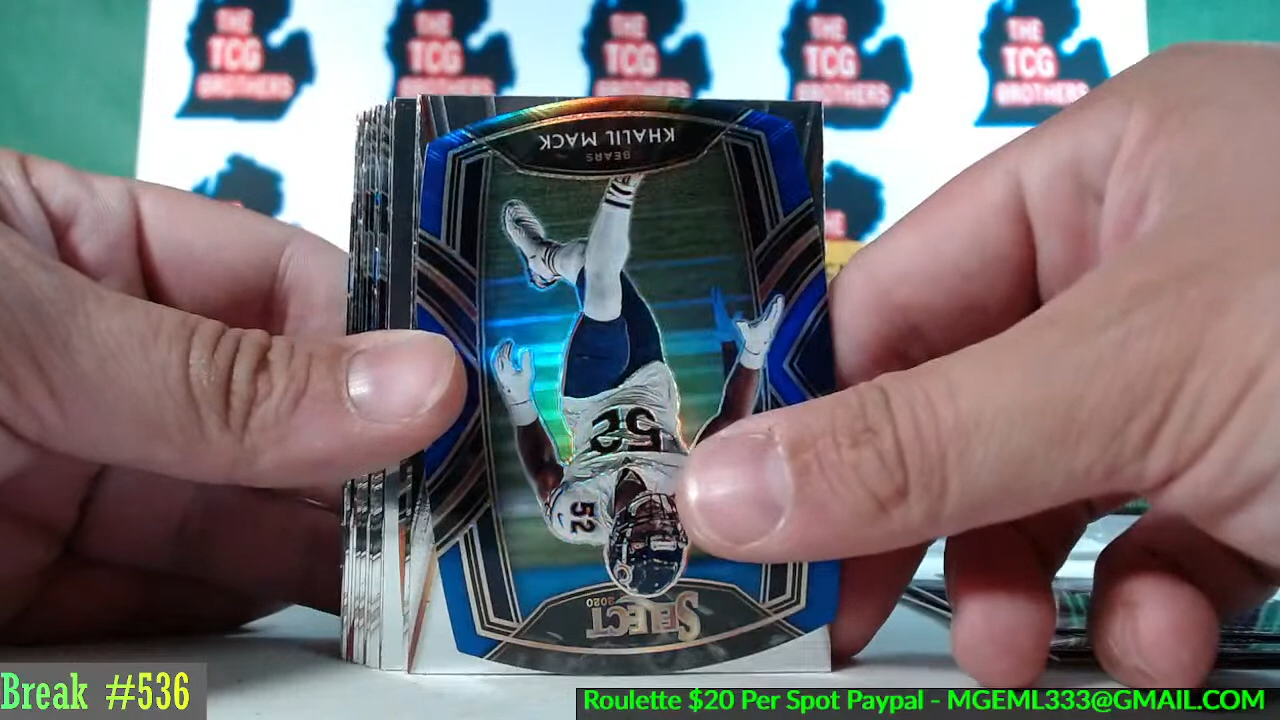 THE
TCG
BROTHERS
THE
TCG
BROTHERS
THE
TCG
BROTHERS
THE
TCG
BROTHERS
THE
TCG
BROTHERS
KHALIL MACK
BEARS
52
52
2020
SELECT
Break #536
Roulette $20 Per Spot Paypal - MGEML333@GMAIL.COM